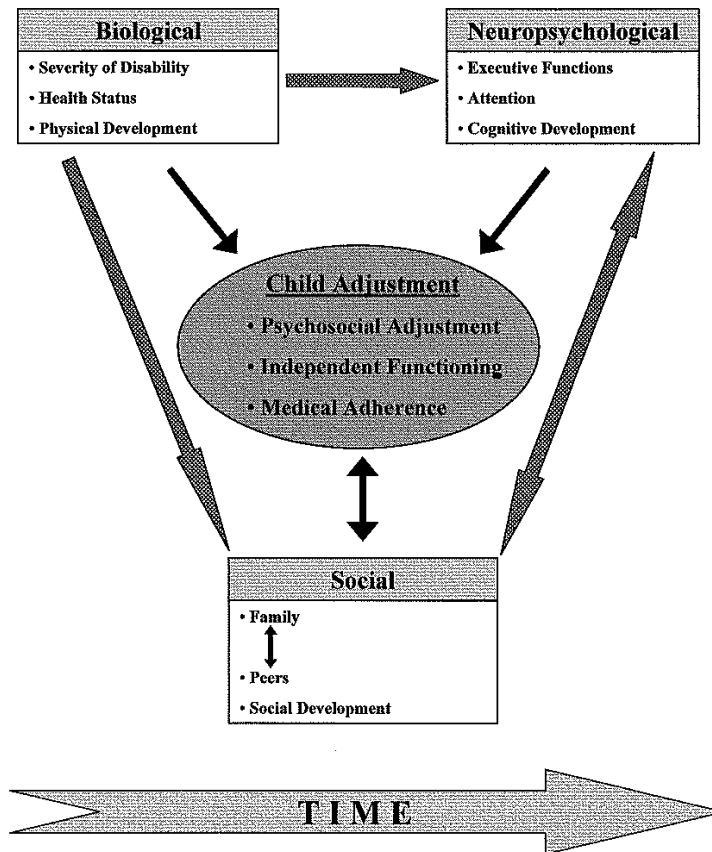 Biological
• Severity of Disability
• Health Status
• Physical Development
Neuropsychological
• Executive Functions
• Attention
• Cognitive Development
Child Adjustment
• Psychosocial Adjustment
• Independent Functioning
• Medical Adherence
Social
• Family
• Peers
• Social Development
TIME